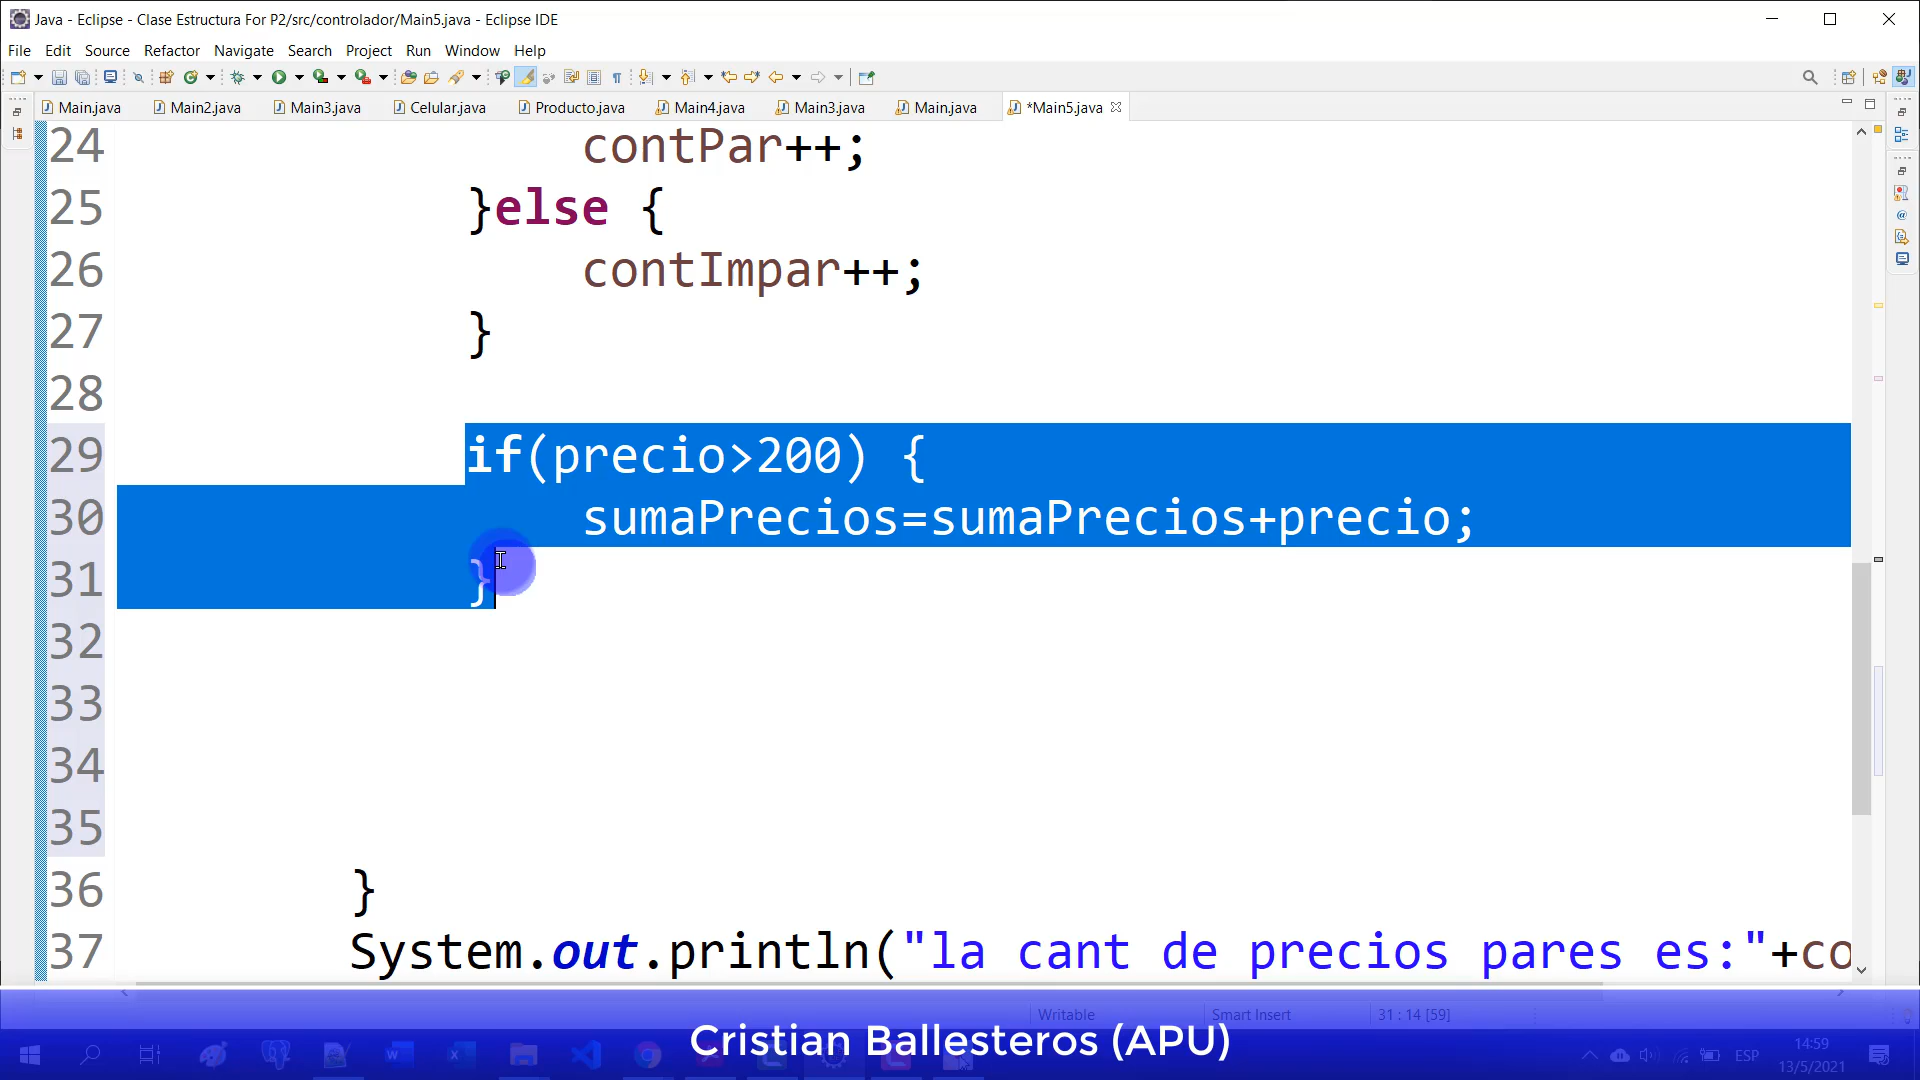 Java - Eclipse - Clase Estructura For P2/src/controlador/Main5.java - Eclipse IDE
File Edit Source Refactor Navigate Search Project Run Window Help
Main.java Main2.java Main3.java Celular.java Producto.java Main4.java Main3.java Main.java *Main5.java
24 contPar++;
25 }else {
26 contImpar++;
27 }
28
29 if(precio>200) {
30 sumaPrecios=sumaPrecios+precio;
31 }
32
33
34
35
36 }
37 System.out.println("la cant de precios pares es:"+co
Writable Smart Insert 31 : 14 [59]
Cristian Ballesteros (APU)
ESP
14:59
13/5/2021